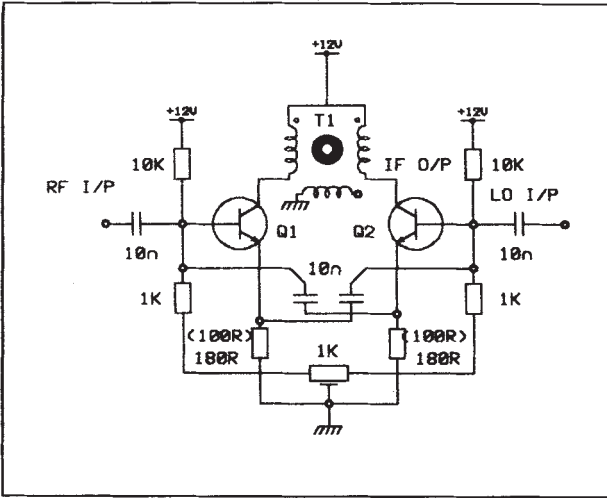 +12V
T1
+12V
+12V
10K
IF O/P
10K
RF I/P
LO I/P
Q1
Q2
10n
10n
10n
1K
1K
(100R)
180R
1K
(100R)
180R